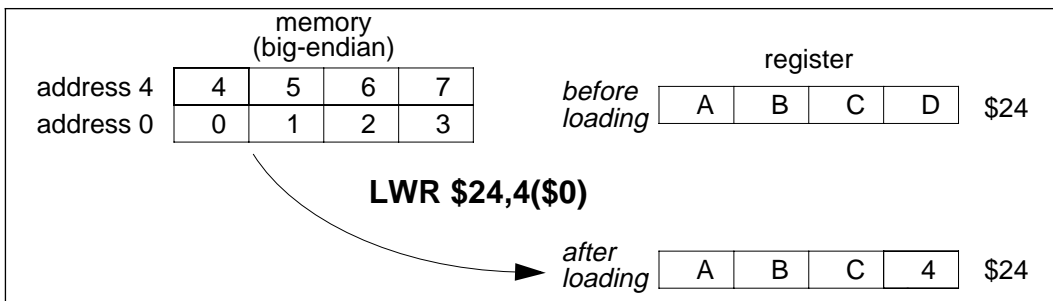 memory
(big-endian)
register
address 4 4 5 6 7
address 0 0 1 2 3
before
loading A B C D $24
LWR $24,4($0)
after
loading A B C 4 $24